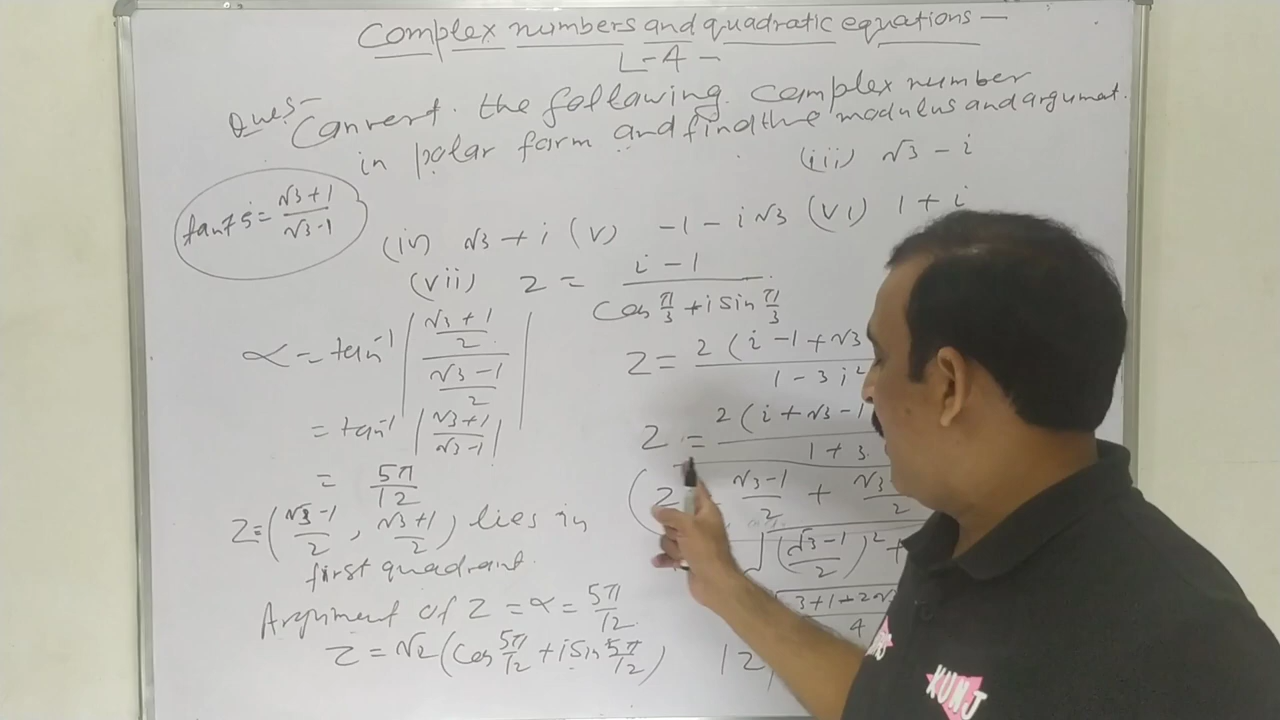 Complex numbers and quadratic equations —
L-4 -
Ques- Convert. the following. complex number
in polar form and find the modulus and argumat.
(iii) √3 - i
tan75° = √3+1 / √3-1
(iv) √3 + i (v) -1 - i√3 (VI) 1 + i
(vii) z = i - 1 / Cos π/3 + i Sin π/3
α = tan⁻¹ | √3+1/2 / √3-1/2 |
= tan⁻¹ | √3+1 / √3-1 |
= 5π/12
Z = (√3-1/2, √3+1/2) lies in
first quadrant.
Argument of Z = α = 5π/12
Z = √2 (Cos 5π/12 + i Sin 5π/12)
Z = 2 ( i - 1 + √3 / 1 - 3 i²
Z = 2 ( i + √3 - 1 / 1 + 3
( Z √3-1/2 + √3 / 2
√ (√3-1/2)² +
3+1-2√ / 4
|2|
KUNJ